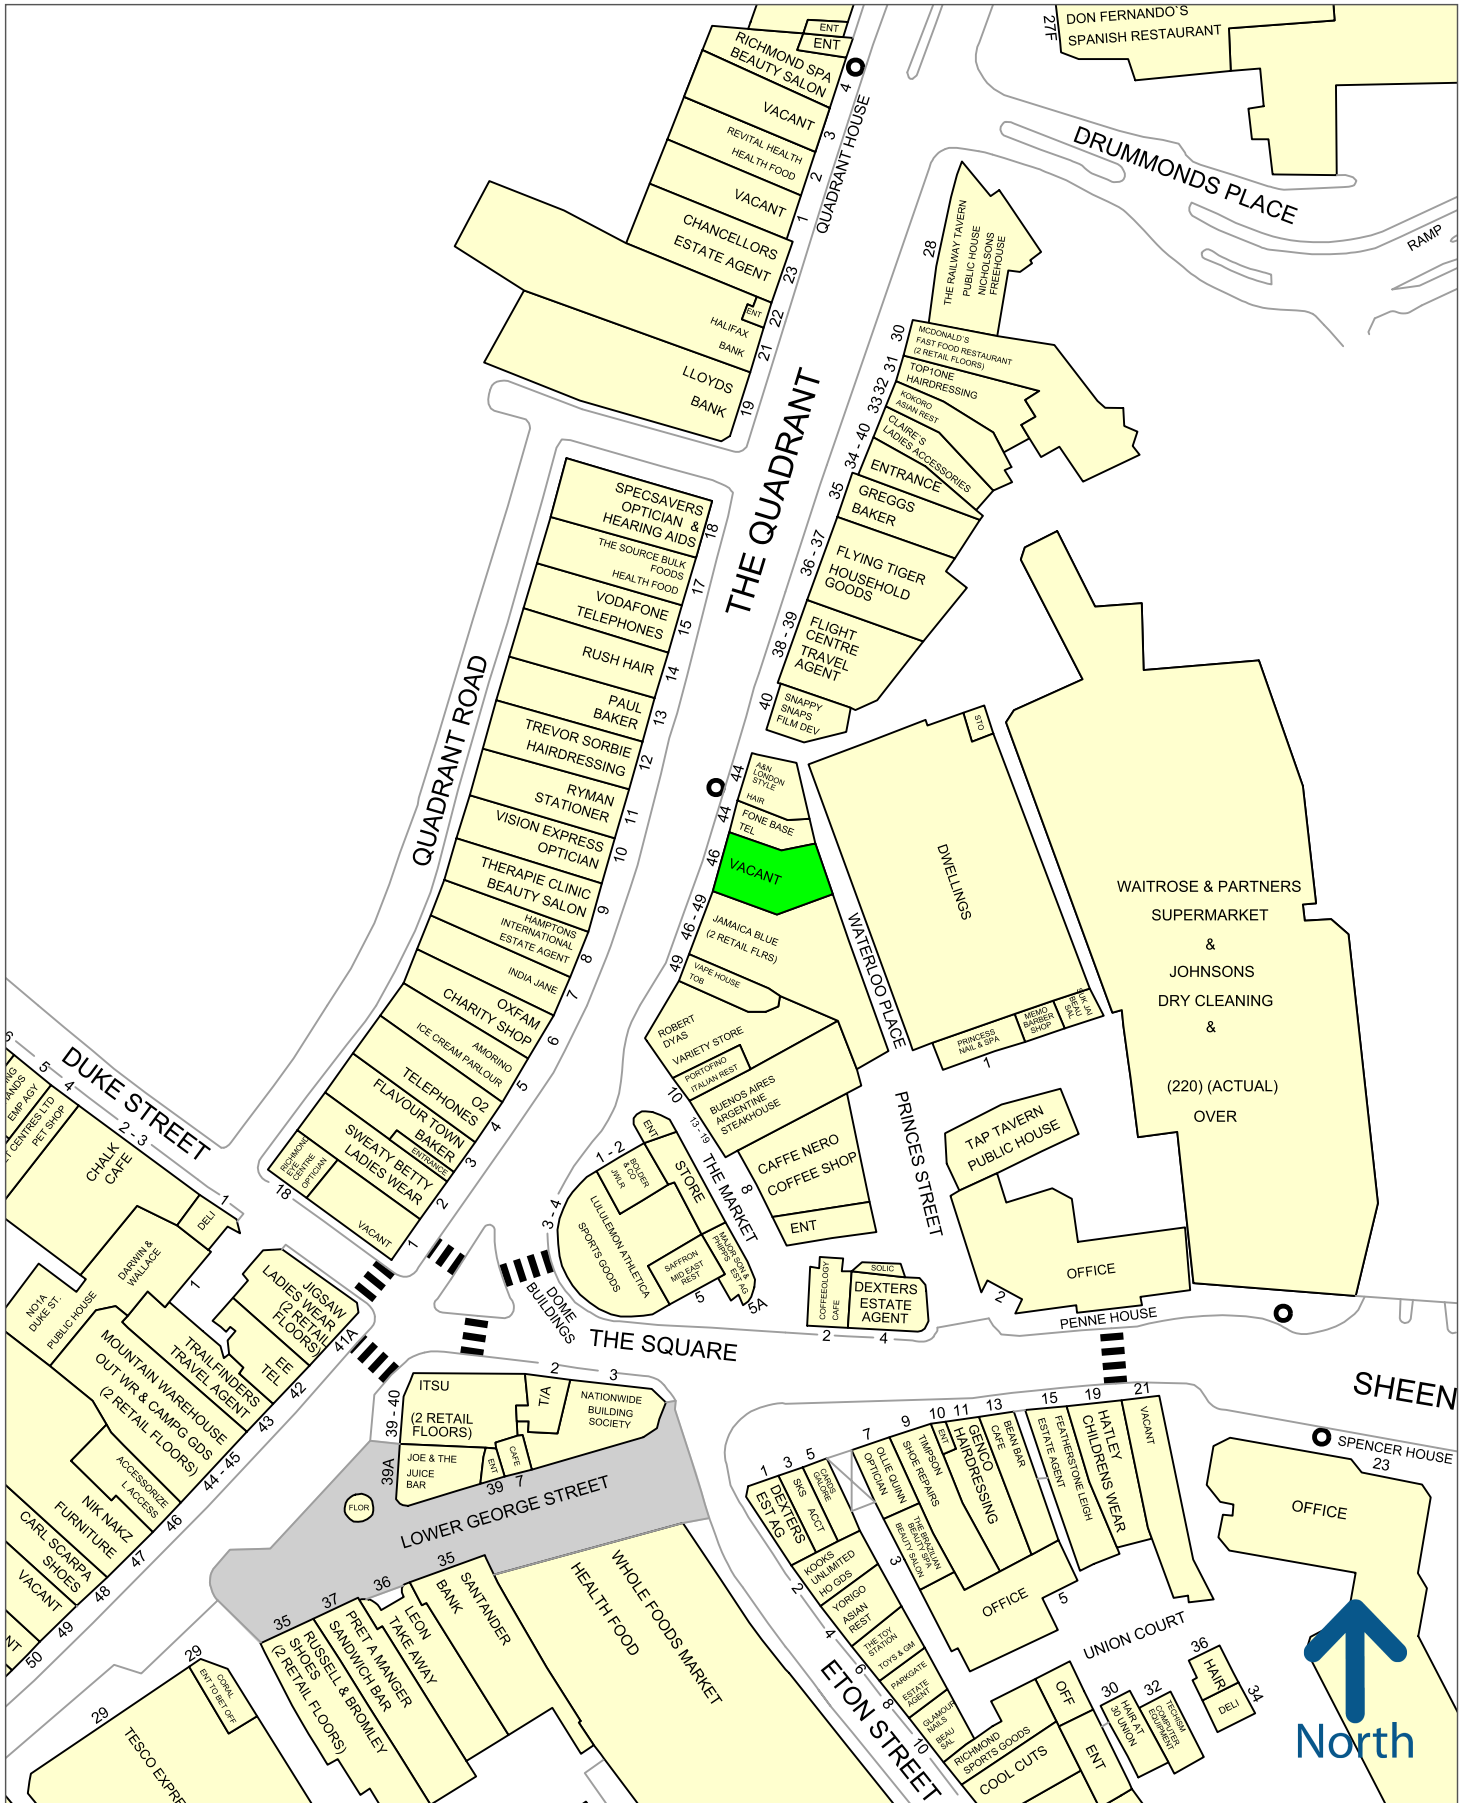 ENT
ENT
RICHMOND SPA
BEAUTY SALON
4
VACANT
3
REVITAL HEALTH
HEALTH FOOD
2
VACANT
1
QUADRANT HOUSE
CHANCELLORS
ESTATE AGENT
23
ENT
22
HALIFAX
BANK
21
LLOYDS
BANK
19
27F
DON FERNANDO`S
SPANISH RESTAURANT
DRUMMONDS PLACE
RAMP
28
THE RAILWAY TAVERN
PUBLIC HOUSE
NICHOLSONS
FREEHOUSE
30
MCDONALD`S
FAST FOOD RESTAURANT
(2 RETAIL FLOORS)
31
TOP1ONE
HAIRDRESSING
32
KOKORO
ASIAN REST
33
CLAIRE'S
LADIES ACCESSORIES
34 - 40
ENTRANCE
35
GREGGS
BAKER
36 - 37
FLYING TIGER
HOUSEHOLD
GOODS
38 - 39
FLIGHT
CENTRE
TRAVEL
AGENT
40
SNAPPY
SNAPS
FILM DEV
THE QUADRANT
SPECSAVERS
OPTICIAN &
HEARING AIDS
18
THE SOURCE BULK
FOODS
HEALTH FOOD
17
VODAFONE
TELEPHONES
15
RUSH HAIR
14
PAUL
BAKER
13
TREVOR SORBIE
HAIRDRESSING
12
RYMAN
STATIONER
11
VISION EXPRESS
OPTICIAN
10
THERAPIE CLINIC
BEAUTY SALON
9
HAMPTONS
INTERNATIONAL
ESTATE AGENT
8
INDIA JANE
7
OXFAM
CHARITY SHOP
6
AMORINO
ICE CREAM PARLOUR
5
O2
TELEPHONES
4
FLAVOUR TOWN
BAKER
ENTRANCE
3
SWEATY BETTY
LADIES WEAR
2
RICHMOND
EYE
CENTRE
OPTICIAN
18
VACANT
1
QUADRANT ROAD
44
A&N
LONDON
STYLE
HAIR
44
FONE BASE
TEL
46
VACANT
46 - 49
JAMAICA BLUE
(2 RETAIL FLRS)
49
VAPE HOUSE
TOB
ROBERT
DYAS
VARIETY STORE
PORTOFINO
ITALIAN REST
10
BUENOS AIRES
ARGENTINE
STEAKHOUSE
13 - 19
CAFFE NERO
COFFEE SHOP
8
ENT
THE MARKET
WATERLOO PLACE
PRINCES STREET
STO
DWELLINGS
PRINCESS
NAIL & SPA
MEMO
BARBER
SHOP
BEAU
SAL
1
WAITROSE & PARTNERS
SUPERMARKET
&
JOHNSONS
DRY CLEANING
&
(220) (ACTUAL)
OVER
TAP TAVERN
PUBLIC HOUSE
OFFICE
2
PENNE HOUSE
1 - 2
ENT
BOLDER
& CO
JWLR
STORE
3 - 4
LULULEMON ATHLETICA
SPORTS GOODS
SAFFRON
MID EAST
REST
5
MAJOR SON &
PHIPPS EST AG
5A
DOME
BUILDINGS
THE SQUARE
COFFEEOLOGY
CAFE
2
SOLIC
DEXTERS
ESTATE
AGENT
4
SHEEN
SPENCER HOUSE
23
OFFICE
DUKE STREET
6
5
4
EMP AGY
PET SHOP
2 - 3
CHALK
CAFE
DELI
1
DARWIN &
WALLACE
NO1A
DUKE ST.
PUBLIC HOUSE
1
JIGSAW
LADIES WEAR
(2 RETAIL
FLOORS)
41A
EE
TEL
42
TRAILFINDERS
TRAVEL AGENT
43
MOUNTAIN WAREHOUSE
OUT WR & CAMPG GDS
(2 RETAIL FLOORS)
44 - 45
ACCESSORIZE
L ACCESS
46
NIK NAKZ
FURNITURE
47
CARL SCARPA
SHOES
48
VACANT
49
50
39 - 40
ITSU
(2 RETAIL
FLOORS)
2
T/A
3
NATIONWIDE
BUILDING
SOCIETY
39A
JOE & THE
JUICE
BAR
ENT
CAFE
39
7
FLOR
LOWER GEORGE STREET
35
RUSSELL & BROMLEY
SHOES
(2 RETAIL FLOORS)
37
PRET A MANGER
SANDWICH BAR
36
LEON
TAKE AWAY
35
SANTANDER
BANK
WHOLE FOODS MARKET
HEALTH FOOD
29
CORAL
ENT TO BET OFF
29
1
DEXTERS
EST AG
3
SKS
ACCT
5
CARDS
GALORE
7
OLLIE QUINN
OPTICIAN
9
TIMPSON
SHOE REPAIRS
10
ENT
11
GENCO
HAIRDRESSING
13
BEAN BAR
CAFE
15
FEATHERSTONE LEIGH
ESTATE AGENT
19
HATLEY
CHILDRENS WEAR
21
VACANT
THE BRAZILIAN
BEAUTY SPA
BEAUTY SALON
3
OFFICE
5
KOOKS
UNLIMITED
HO GDS
2
YORIGO
ASIAN
REST
4
THE TOY
STATION
TOYS & GM
6
PARKGATE
ESTATE
AGENT
8
GLAMOUR
NAILS
BEAU
SAL
10
RICHMOND
SPORTS GOODS
COOL CUTS
OFF
ENT
ETON STREET
UNION COURT
30
HAIR AT
30 UNION
32
TECHISM
COMPUTER
EQUIPMENT
36
HAIR
34
DELI
North